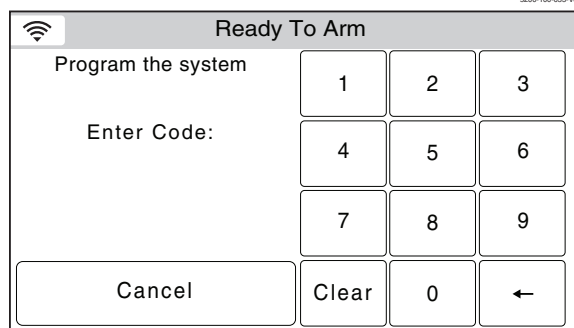 Ready To Arm
Program the system
1 2 3
Enter Code:
4 5 6
7 8 9
Cancel Clear 0 ←